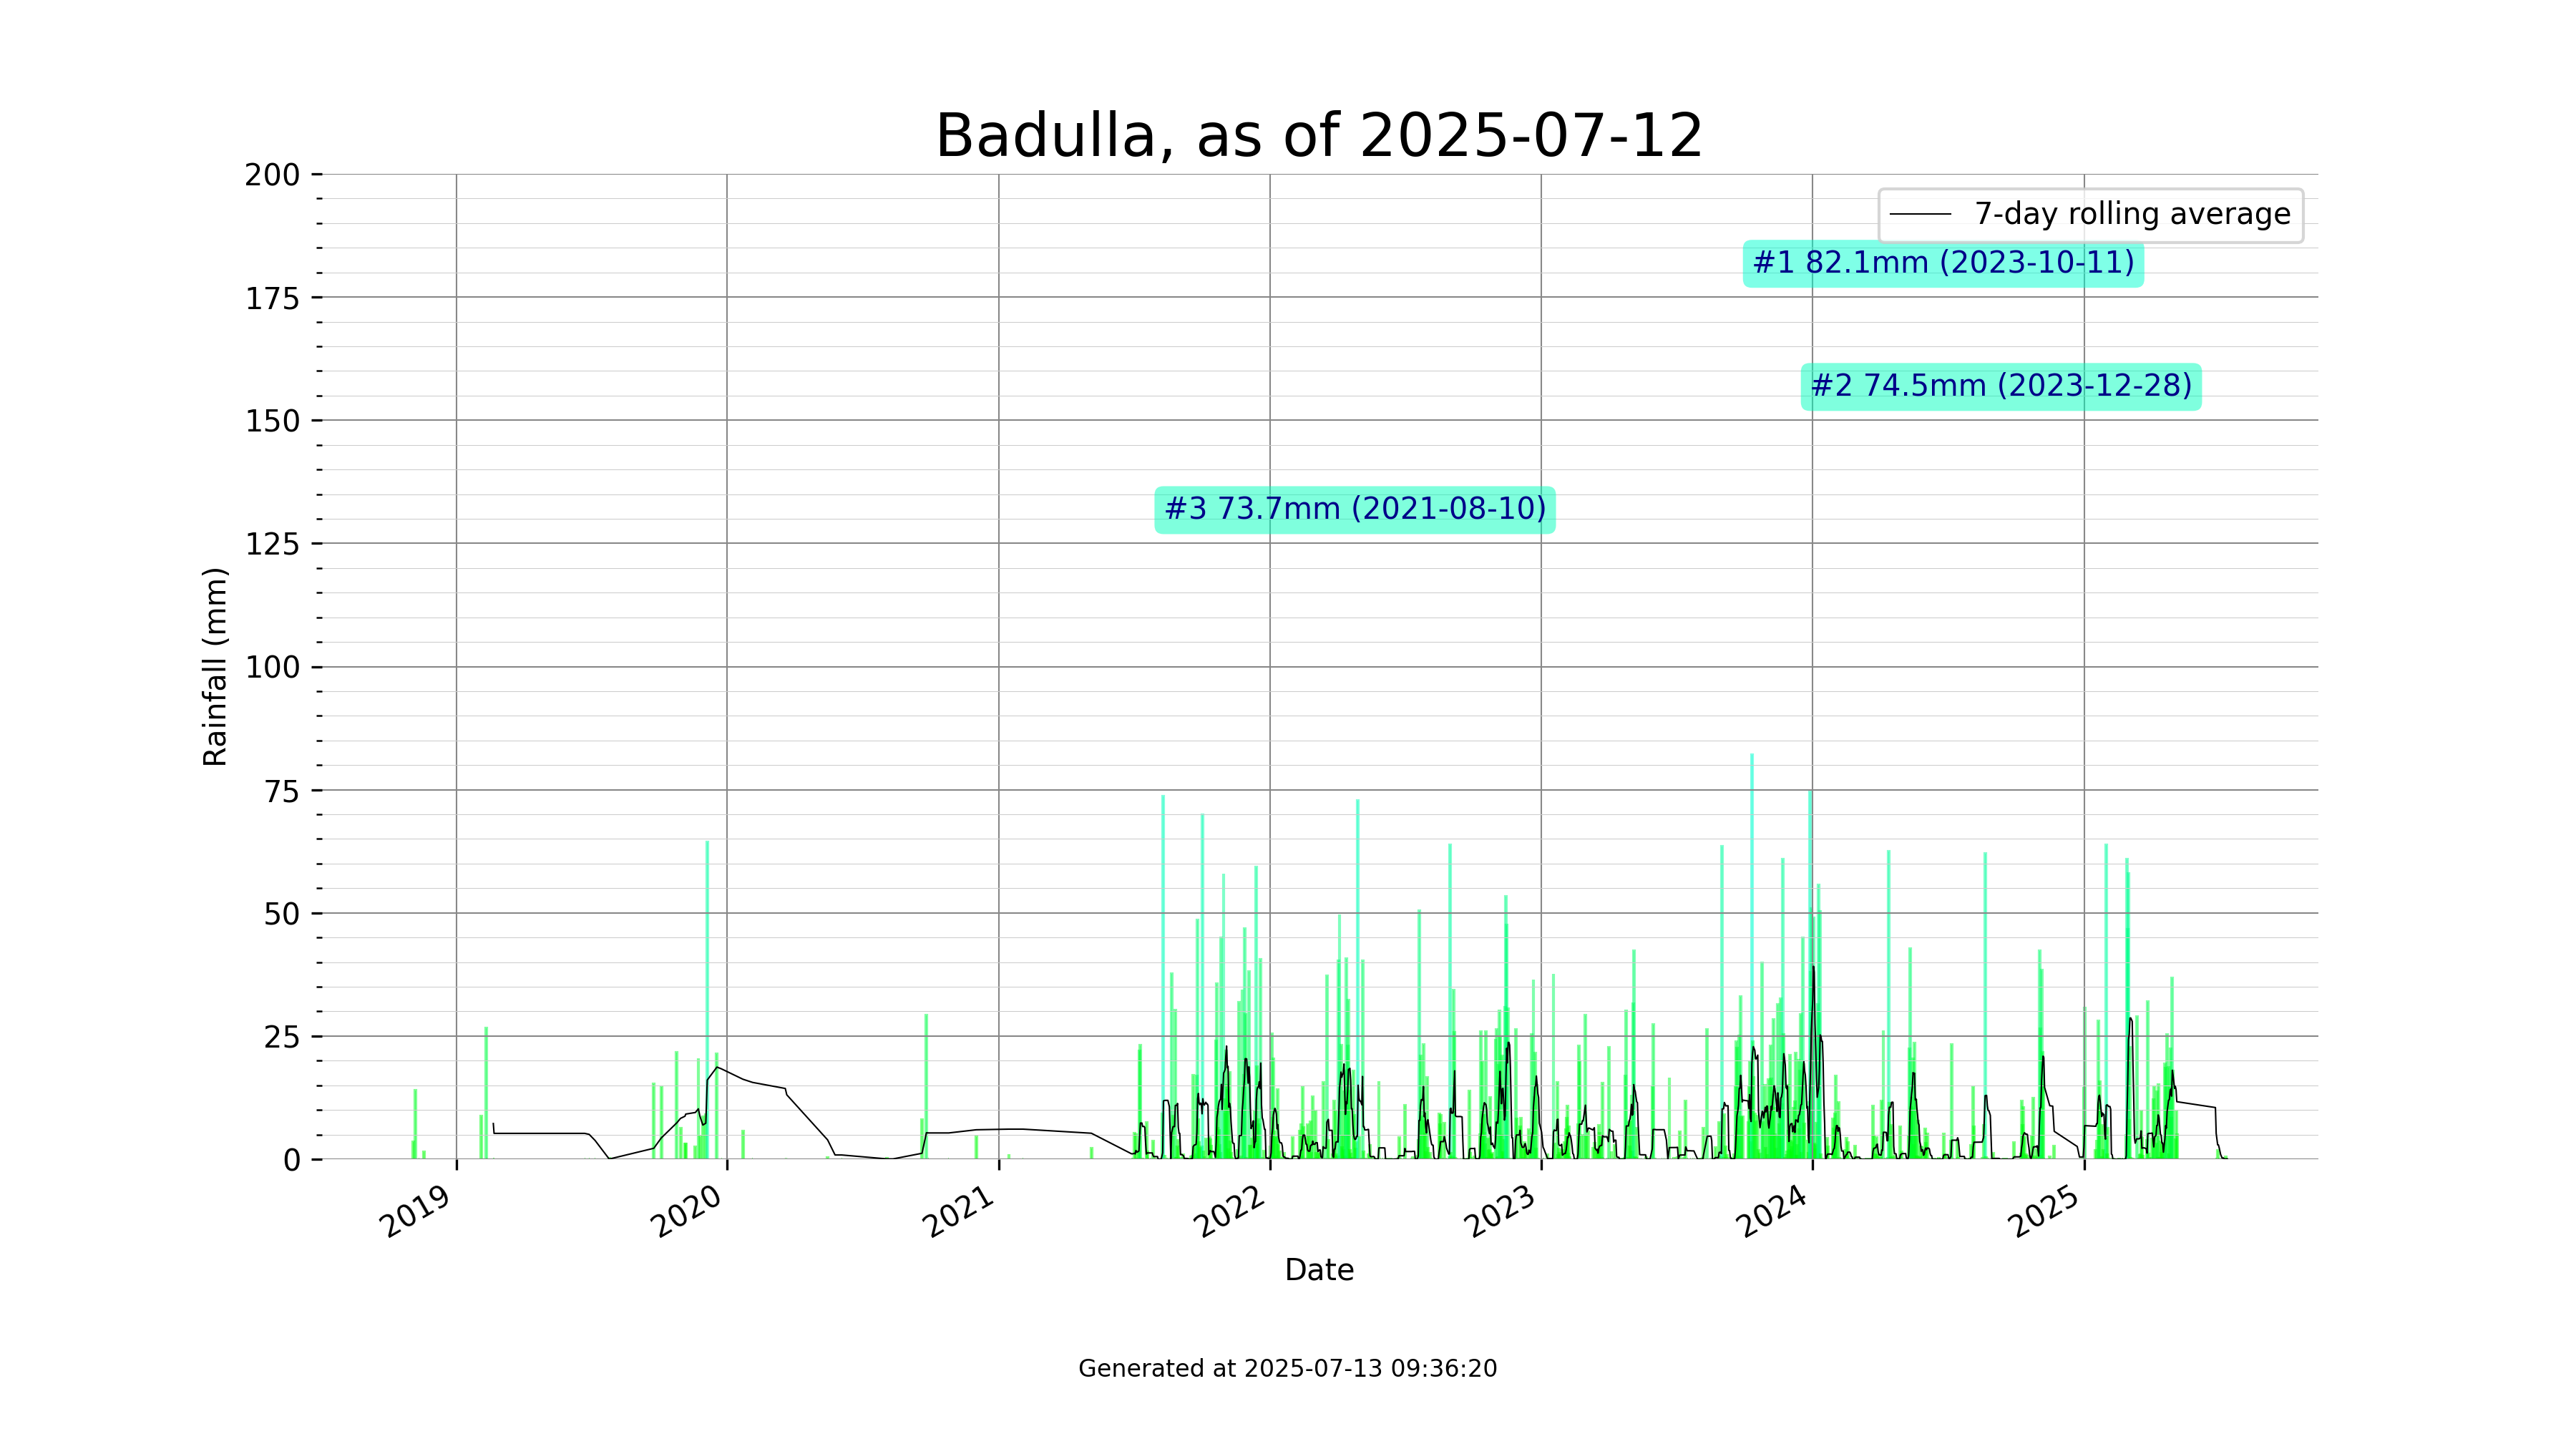 Badulla, as of 2025-07-12
7-day rolling average
#1 82.1mm (2023-10-11)
#2 74.5mm (2023-12-28)
#3 73.7mm (2021-08-10)
Rainfall (mm)
200
175
150
125
100
75
50
25
0
2019
2020
2021
2022
2023
2024
2025
Date
Generated at 2025-07-13 09:36:20